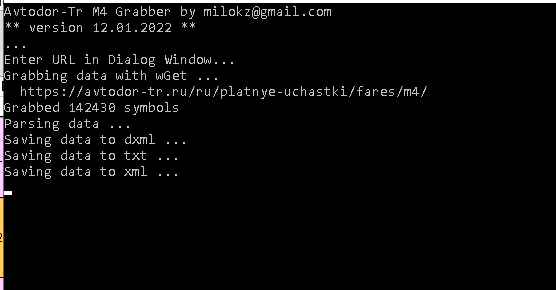 Avtodor-Tr M4 Grabber by milokz@gmail.com
** version 12.01.2022 **
...
Enter URL in Dialog Window...
Grabbing data with wGet ...
  https://avtodor-tr.ru/ru/platnye-uchastki/fares/m4/
Grabbed 142430 symbols
Parsing data ...
Saving data to dxml ...
Saving data to txt ...
Saving data to xml ...